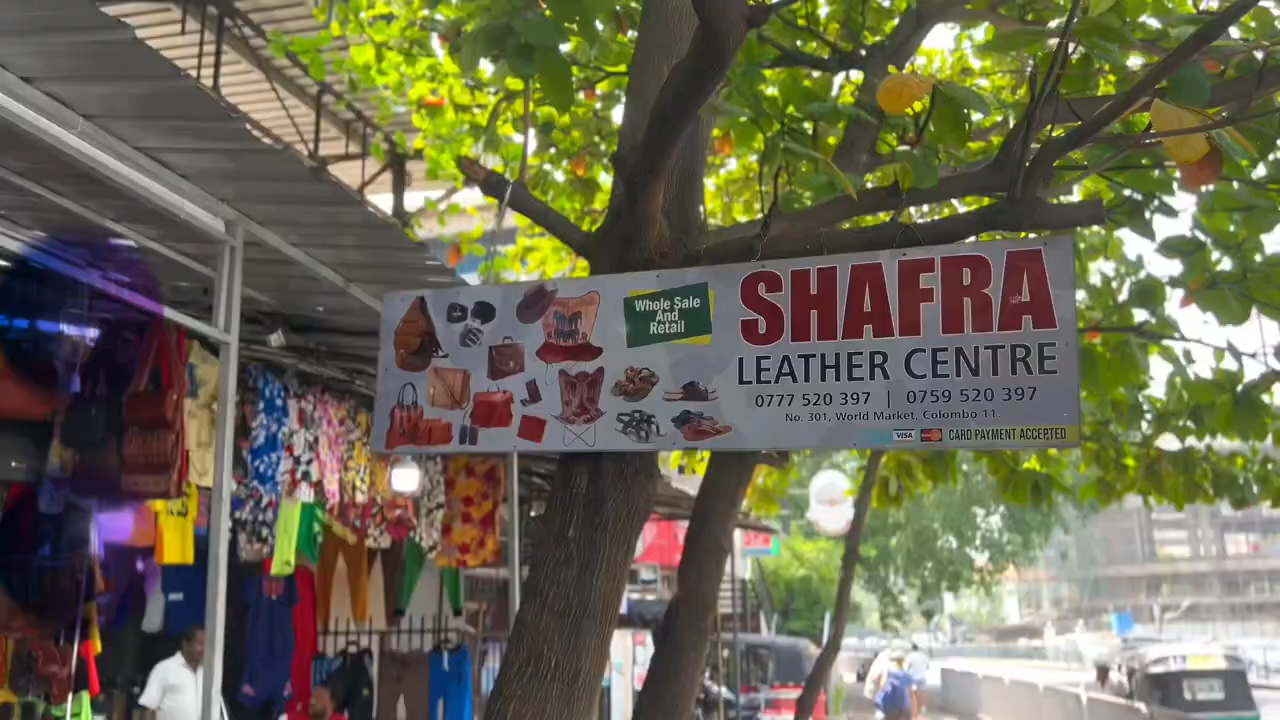 Whole Sale
And
Retail
SHAFRA
LEATHER CENTRE
0777 520 397 | 0759 520 397
No. 301, World Market, Colombo 11.
VISA CARD PAYMENT ACCEPTED